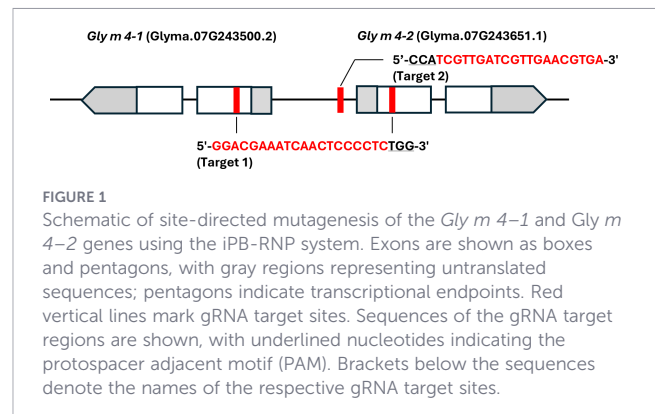 Gly m 4-1 (Glyma.07G243500.2)
Gly m 4-2 (Glyma.07G243651.1)
5'-CCATCGTTGATCGTTGAACGTGA-3'
(Target 2)
5'-GGACGAAATCAACTCCCCTCTGG-3'
(Target 1)
FIGURE 1
Schematic of site-directed mutagenesis of the Gly m 4–1 and Gly m
4–2 genes using the iPB-RNP system. Exons are shown as boxes
and pentagons, with gray regions representing untranslated
sequences; pentagons indicate transcriptional endpoints. Red
vertical lines mark gRNA target sites. Sequences of the gRNA target
regions are shown, with underlined nucleotides indicating the
protospacer adjacent motif (PAM). Brackets below the sequences
denote the names of the respective gRNA target sites.